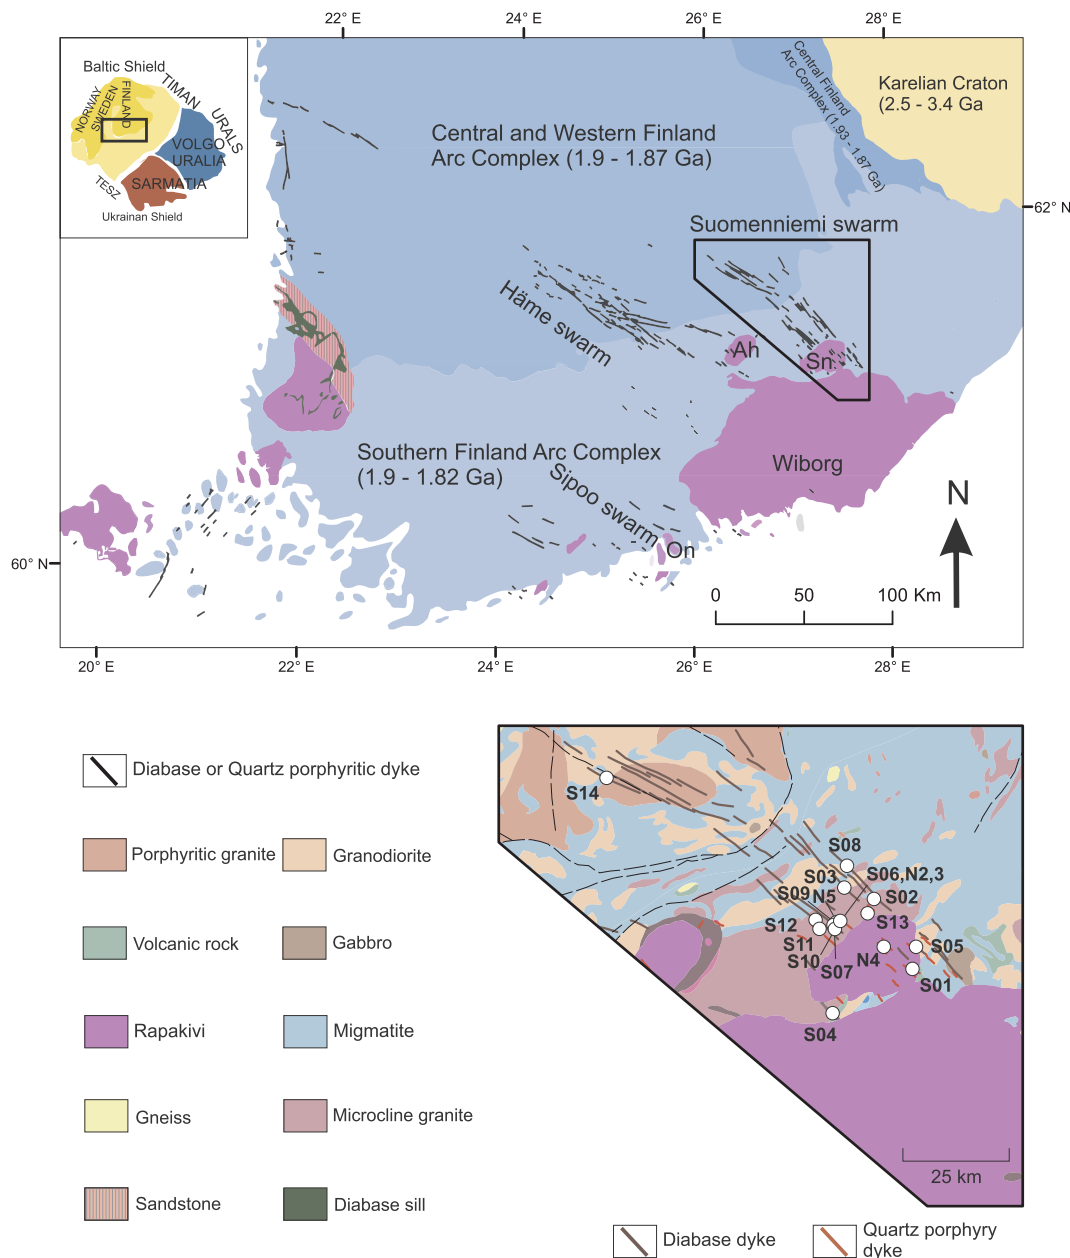 22° E
24° E
26° E
28° E
Baltic Shield
NORWAY
SWEDEN
FINLAND
TIMAN
URALS
VOLGO
URALIA
SARMATIA
TESZ
Ukrainian Shield
Central and Western Finland
Arc Complex (1.9 - 1.87 Ga)
Central Finland
Arc Complex (1.93 - 1.87 Ga)
Karelian Craton
(2.5 - 3.4 Ga
62° N
Suomenniemi swarm
Häme swarm
Ah
Sn
Southern Finland Arc Complex
(1.9 - 1.82 Ga)
Wiborg
Sipoo swarm
On
N
60° N
0
50
100 Km
20° E
22° E
24° E
26° E
28° E
Diabase or Quartz porphyritic dyke
Porphyritic granite
Granodiorite
Volcanic rock
Gabbro
Rapakivi
Migmatite
Gneiss
Microcline granite
Sandstone
Diabase sill
S14
S08
S03
S06,N2,3
S09
N5
S02
S12
S13
S11
S10
S07
N4
S05
S01
S04
25 km
Diabase dyke
Quartz porphyry
dyke